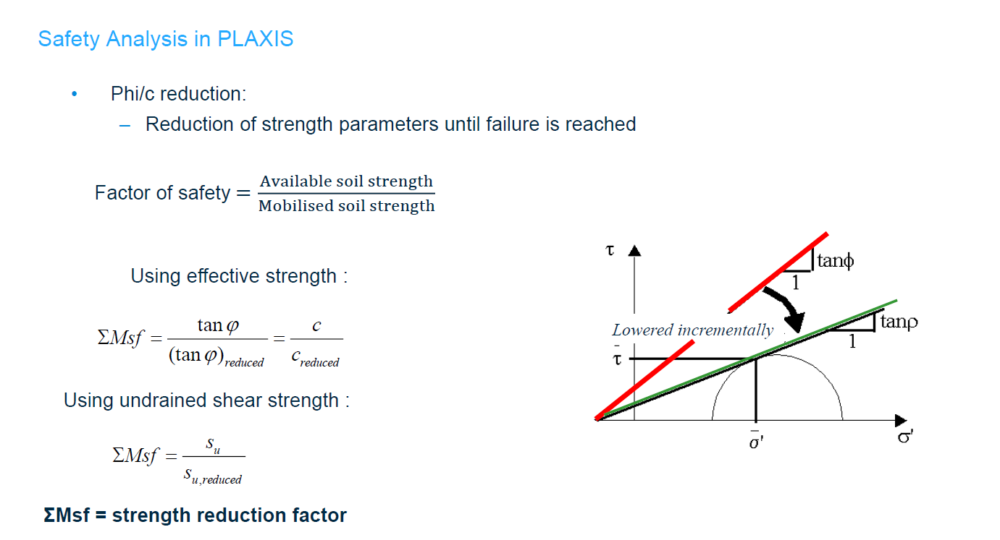 Safety Analysis in PLAXIS
• Phi/c reduction:
– Reduction of strength parameters until failure is reached
Factor of safety = Available soil strength / Mobilised soil strength
Using effective strength :
ΣMsf = tan φ / (tan φ)reduced = c / creduced
Using undrained shear strength :
ΣMsf = su / su,reduced
ΣMsf = strength reduction factor
τ
tanϕ
1
Lowered incrementally
tanρ
1
τ̄
σ̄'
σ'